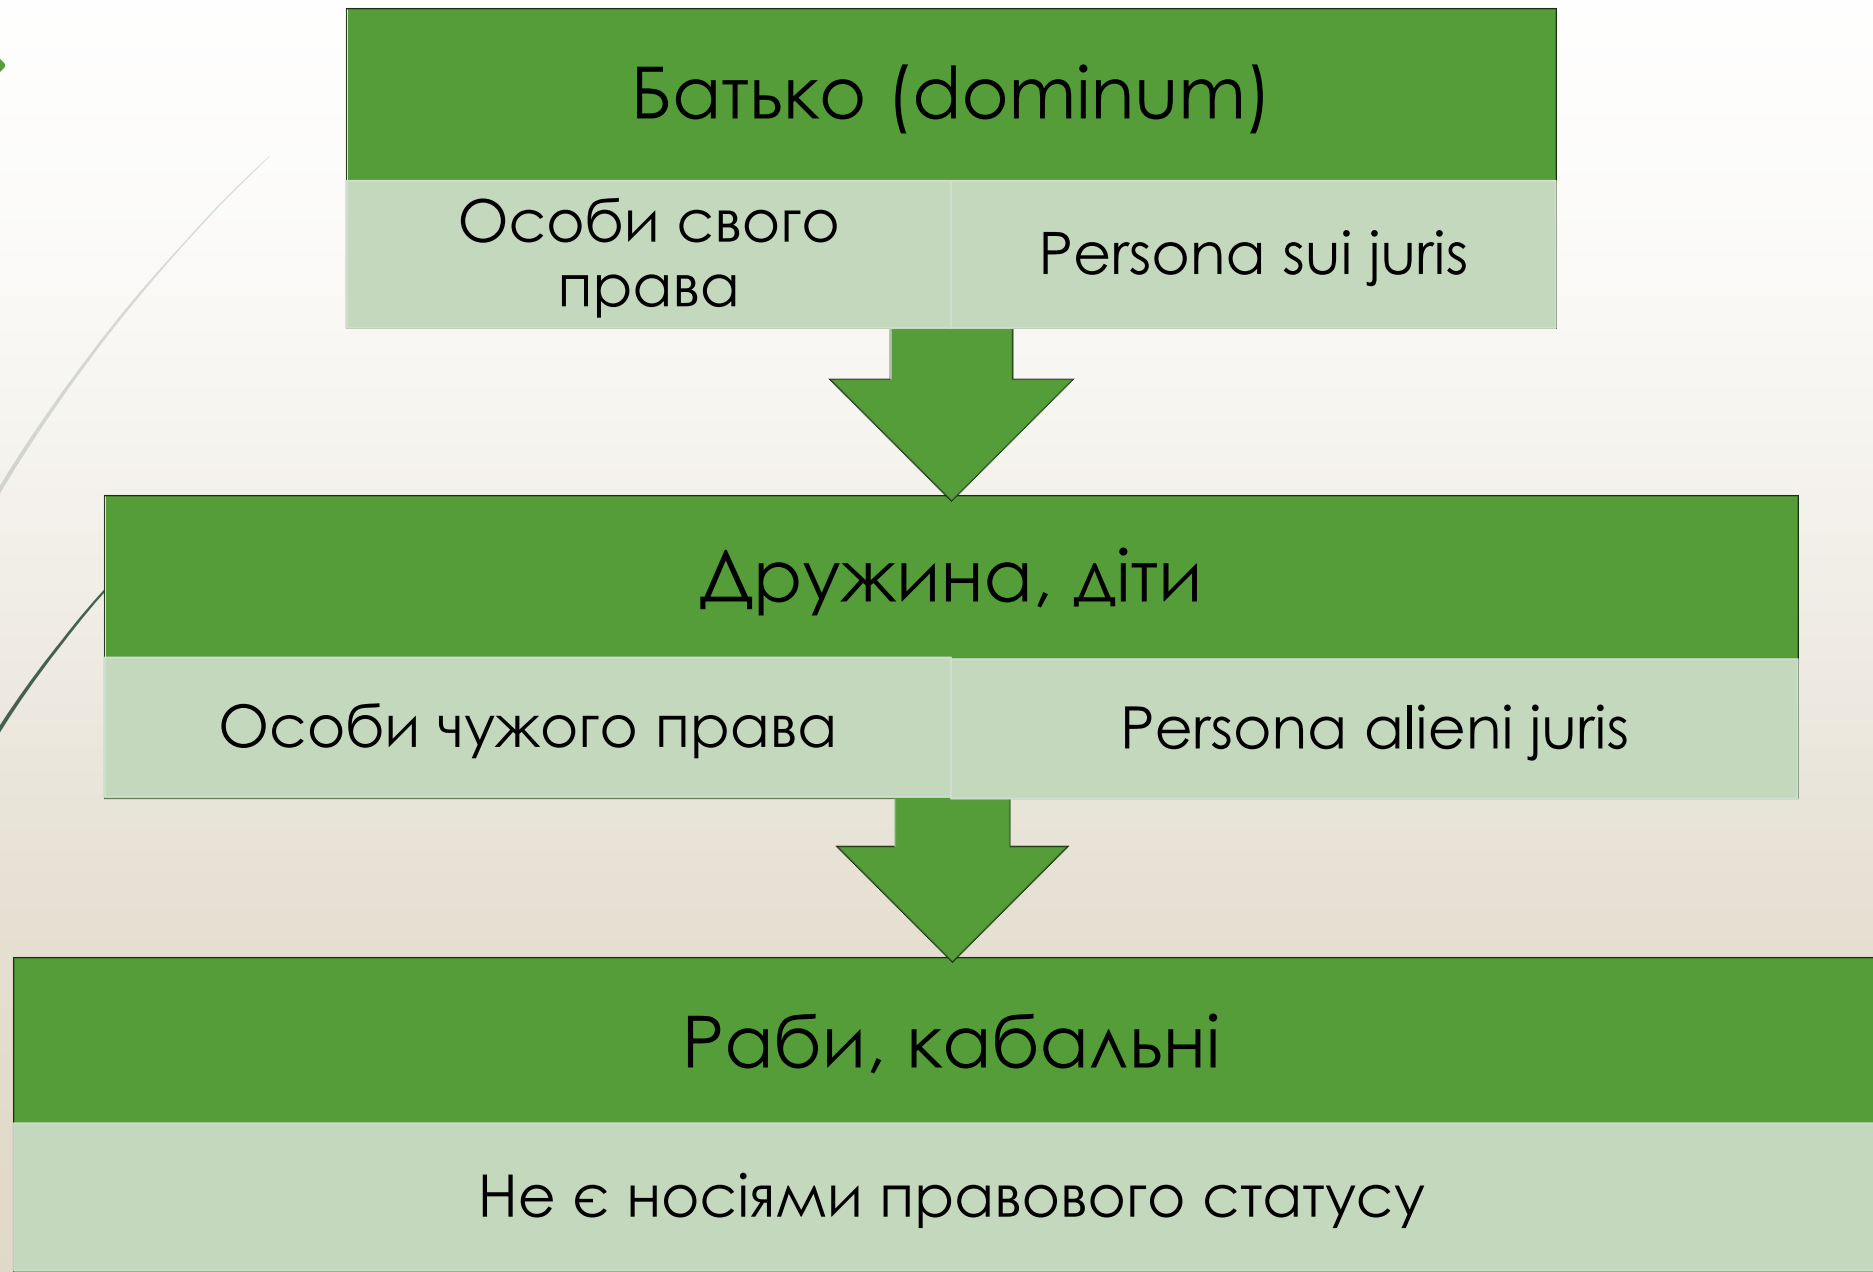 Батько (dominum)
Особи свого
права
Persona sui juris
Дружина, діти
Особи чужого права
Persona alieni juris
Раби, кабальні
Не є носіями правового статусу